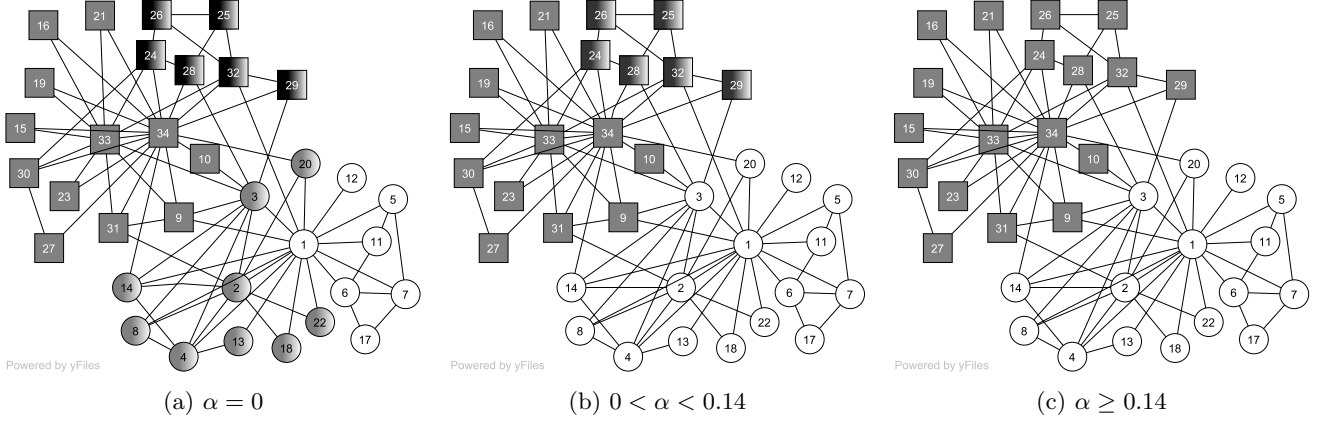 16 21 26 25
24 28 32 29
19
15 33 34
30 10 20
23 3 12 5
9 31 1 11
27
14 2 6 7
8 22
13 18 17
4
Powered by yFiles
(a) α = 0
16 21 26 25
24 28 32 29
19
15 33 34
30 10 20
23 3 12 5
9 31 1 11
27
14 2 6 7
8 22
13 18 17
4
Powered by yFiles
(b) 0 < α < 0.14
16 21 26 25
24 28 32 29
19
15 33 34
30 10 20
23 3 12 5
9 31 1 11
27
14 2 6 7
8 22
13 18 17
4
Powered by yFiles
(c) α ≥ 0.14